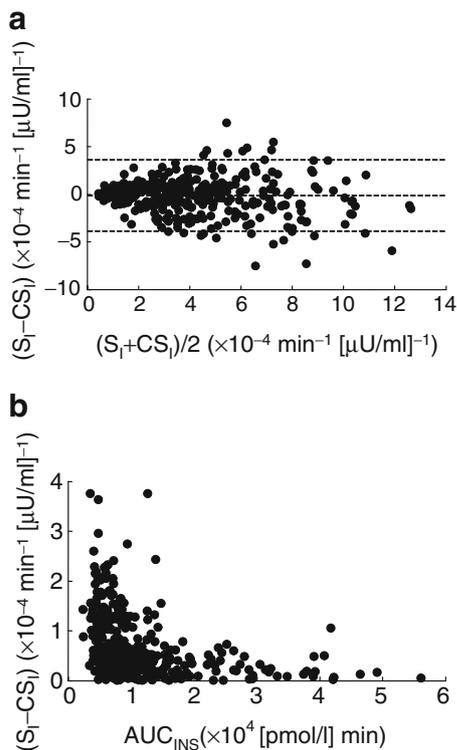 a
(S_I–CS_I) (×10⁻⁴ min⁻¹ [μU/ml]⁻¹)
10
5
0
–5
–10
0 2 4 6 8 10 12 14
(S_I+CS_I)/2 (×10⁻⁴ min⁻¹ [μU/ml]⁻¹)
b
(S_I–CS_I) (×10⁻⁴ min⁻¹ [μU/ml]⁻¹)
4
3
2
1
0
0 1 2 3 4 5 6
AUC_INS(×10⁴ [pmol/l] min)